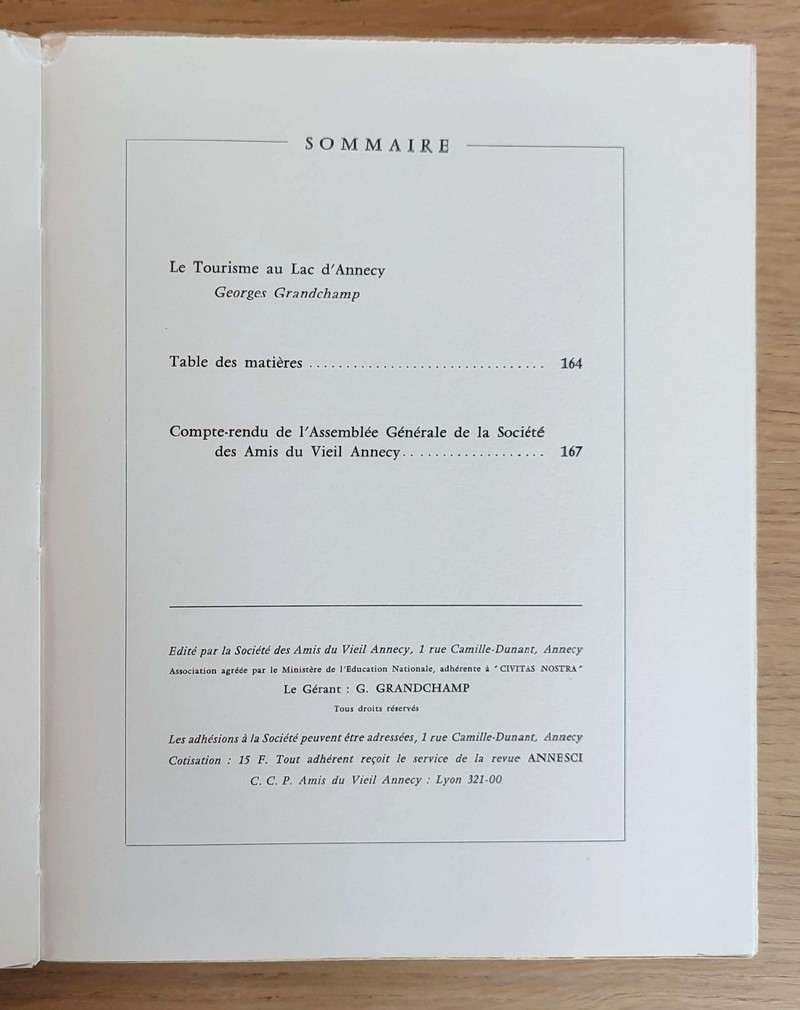 SOMMAIRE
Le Tourisme au Lac d'Annecy
Georges Grandchamp
Table des matières ................................ 164
Compte-rendu de l'Assemblée Générale de la Société
des Amis du Vieil Annecy................... 167
Edité par la Société des Amis du Vieil Annecy, 1 rue Camille-Dunant, Annecy
Association agréée par le Ministère de l'Education Nationale, adhérente à "CIVITAS NOSTRA"
Le Gérant : G. GRANDCHAMP
Tous droits réservés
Les adhésions à la Société peuvent être adressées, 1 rue Camille-Dunant, Annecy
Cotisation : 15 F. Tout adhérent reçoit le service de la revue ANNESCI
C. C. P. Amis du Vieil Annecy : Lyon 321-00